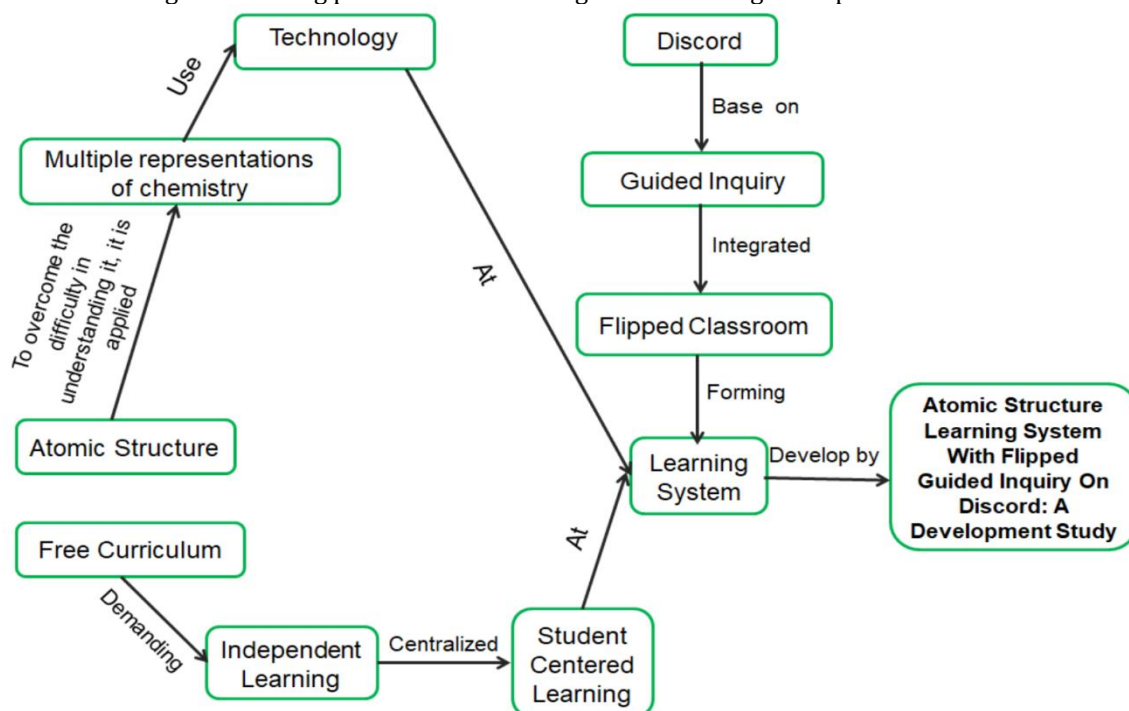 Technology
Discord
Use
Base on
Multiple representations
of chemistry
Guided Inquiry
To overcome the
difficulty in
understanding it, it is
applied
At
Integrated
Flipped Classroom
Forming
Atomic Structure
Learning
System
Develop by
Atomic Structure
Learning System
With Flipped
Guided Inquiry On
Discord: A
Development Study
Free Curriculum
Demanding
Independent
Learning
Centralized
Student
Centered
Learning
At